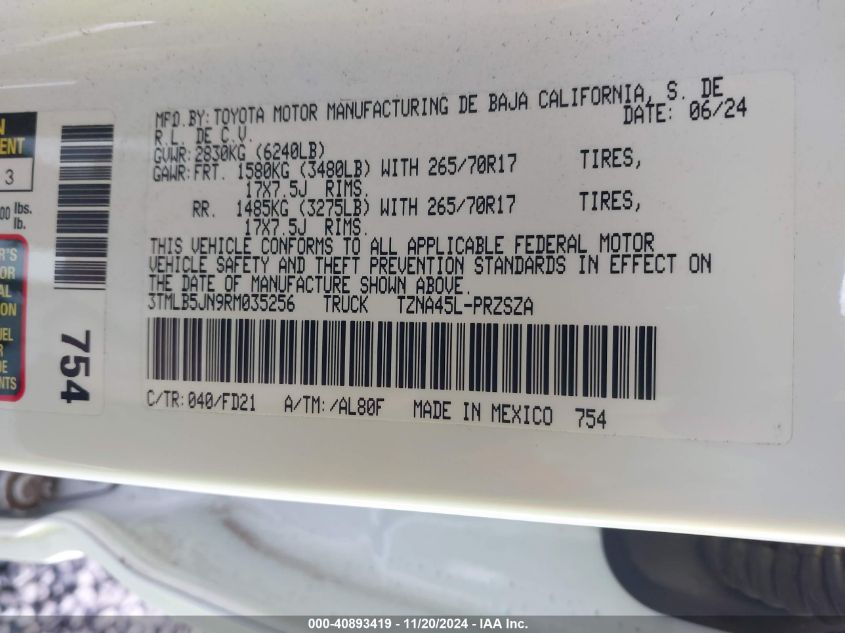 MFD.BY: TOYOTA MOTOR MANUFACTURING DE BAJA CALIFORNIA, S. DE
R.L. DE C.V. DATE: 06/24
GVWR: 2830KG (6240LB)
GAWR: FRT. 1580KG (3480LB) WITH 265/70R17 TIRES,
17X7.5J RIMS.
RR. 1485KG (3275LB) WITH 265/70R17 TIRES,
17X7.5J RIMS.
THIS VEHICLE CONFORMS TO ALL APPLICABLE FEDERAL MOTOR
VEHICLE SAFETY AND THEFT PREVENTION STANDARDS IN EFFECT ON
THE DATE OF MANUFACTURE SHOWN ABOVE.
3TMLB5JN9RM035256 TRUCK TZNA45L-PRZSZA
C/TR: 040/FD21 A/TM: /AL80F MADE IN MEXICO 754
754
3
00 lbs.
lb.
000-40893419 - 11/20/2024 - IAA Inc.